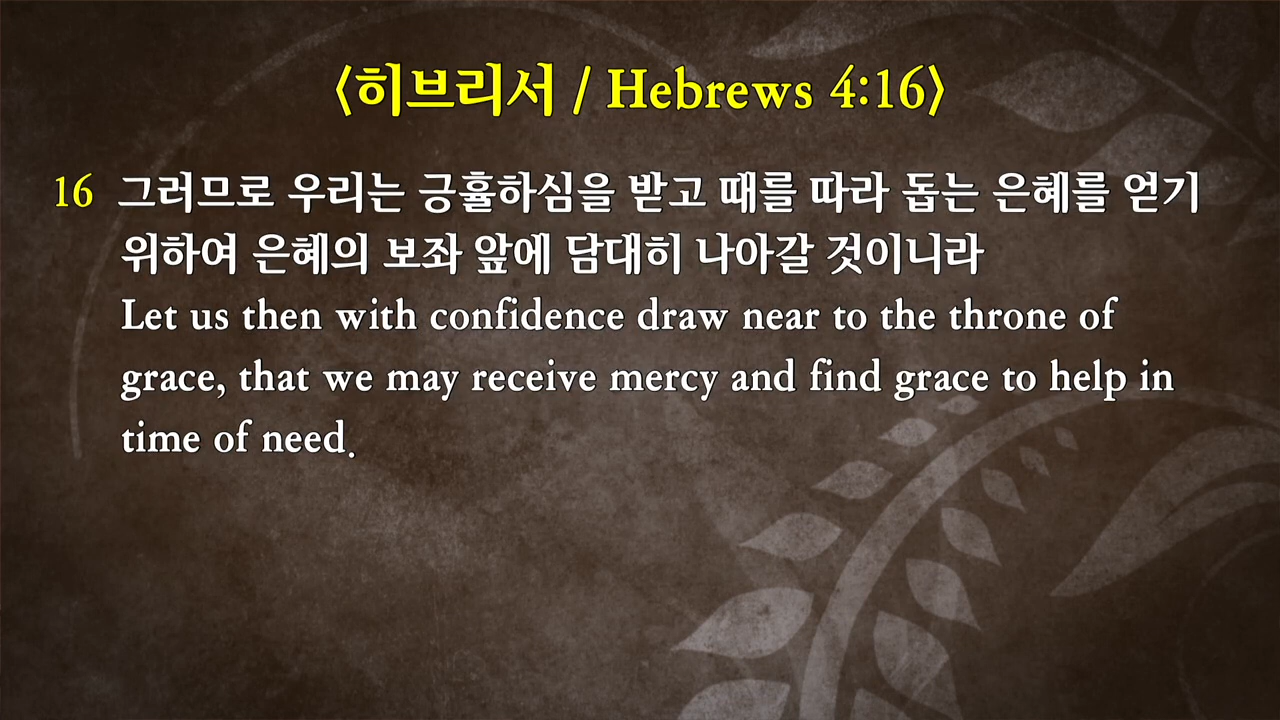 <히브리서 / Hebrews 4:16>
16 그러므로 우리는 긍휼하심을 받고 때를 따라 돕는 은혜를 얻기
위하여 은혜의 보좌 앞에 담대히 나아갈 것이니라
Let us then with confidence draw near to the throne of
grace, that we may receive mercy and find grace to help in
time of need.